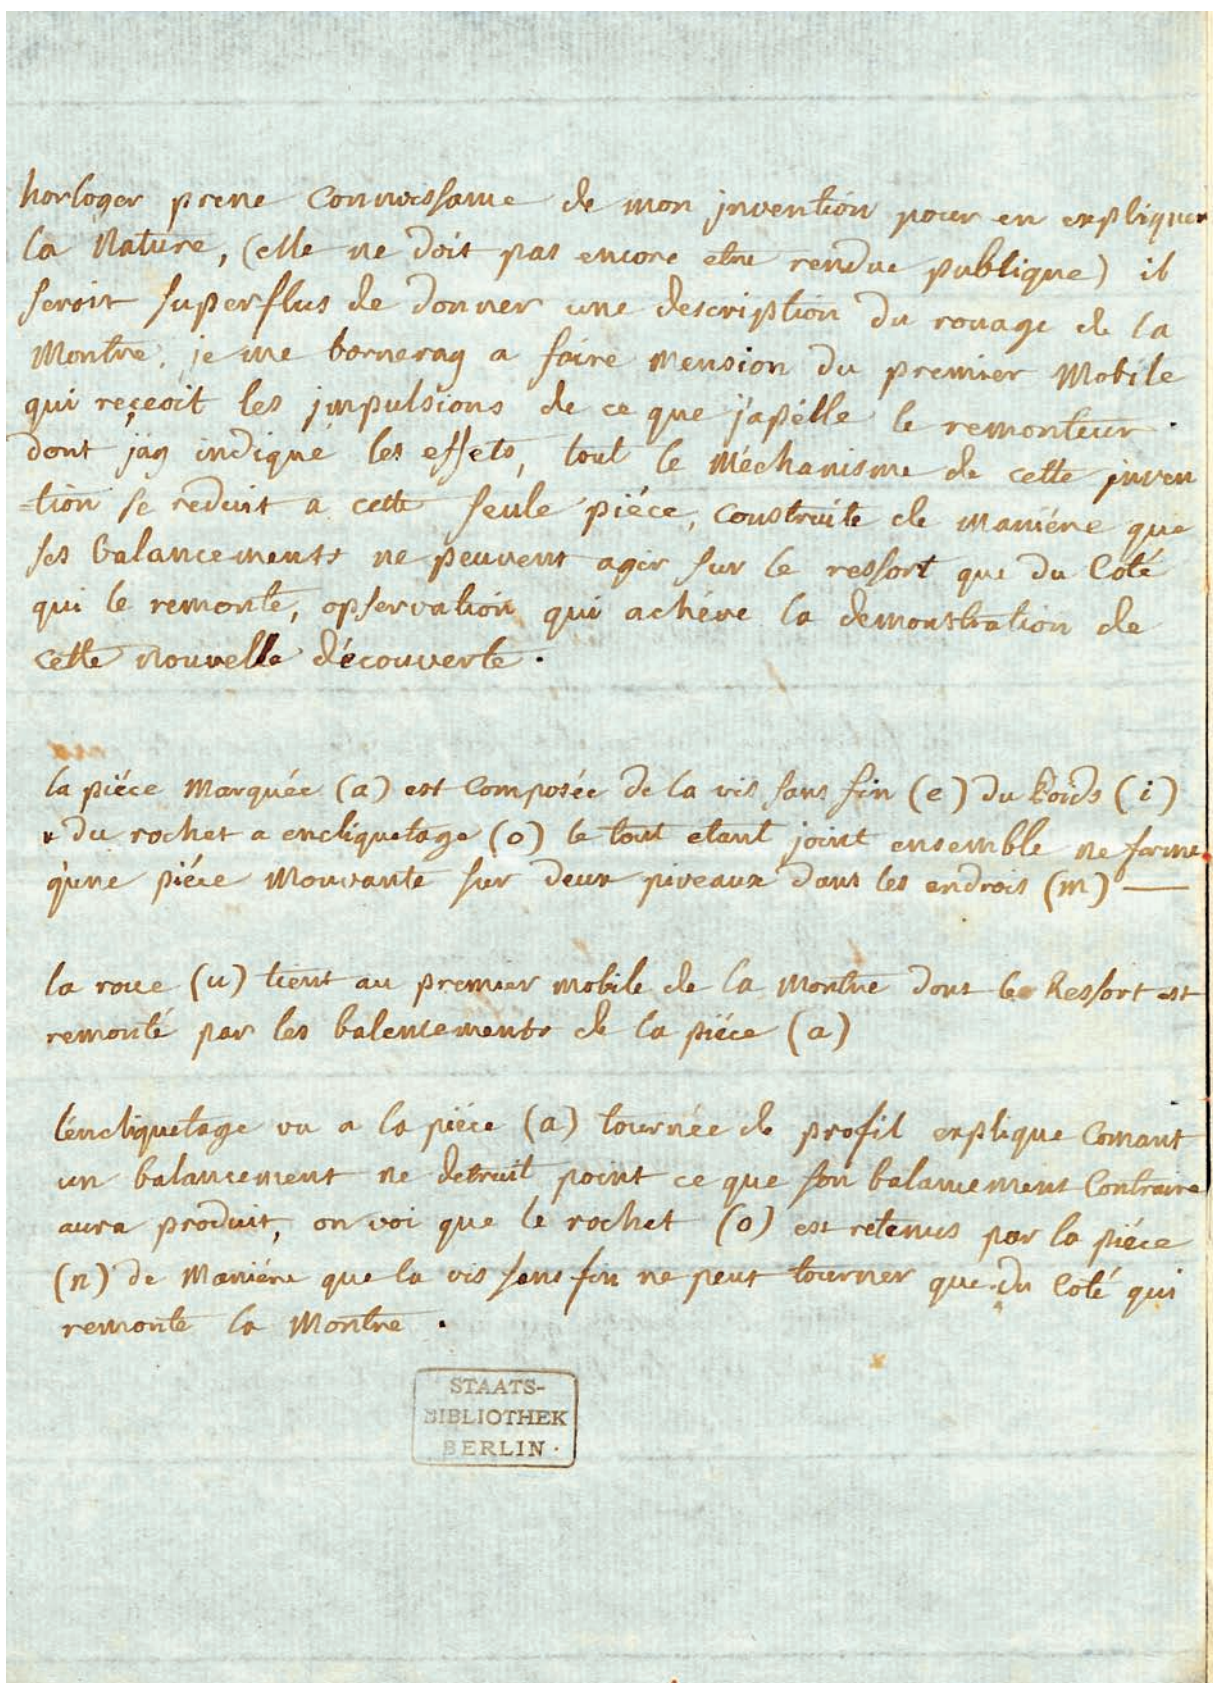 horloger prene Connoissance de mon jnvention pour en expliquer
la Nature, (elle ne doit pas encore etre rendue publique) il
seroit superflus de donner une description du rouage de la
Montre, je me borneray a faire Mension du premier Mobile
qui reçeoit les jmpulsions de ce que j'apélle le remonteur.
dont j'ay indiqué les effets, tout le Méchanisme de cette jnven
=tion se reduit a cette seule piéce, construite de maniére que
ses balancements ne peuvent agir sur le ressort que du Coté
qui le remonte, opservation qui achéve la demonstration de
cette nouvelle d'écouverte.
la piéce Marquée (a) est Composée de la vis sans fin (e) du Poids (i)
du rochet a encliquetage (o) le tout etant joint ensemble ne forme
q'une piéce Mouvante sur deux piveaux dans les endrois (m) —
la roue (u) tient au premier mobile de la Montre dont le Ressort est
remonté par les balencements de la piéce (a)
l'encliquetage vu a la piéce (a) tournée de profil explique Comant
un balancement ne detruit point ce que son balancement Contraire
aura produit, on voi que le rochet (o) est retenus par la piéce
(n) de Maniére que la vis sans fin ne peut tourner que du Coté qui
remonte la Montre.
STAATS-
BIBLIOTHEK
BERLIN.